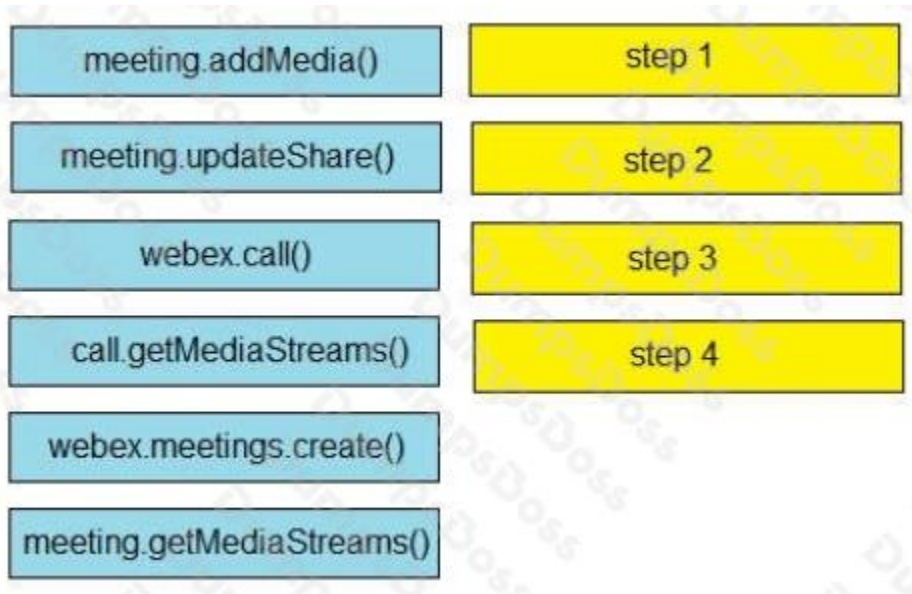 meeting.addMedia()
step 1
meeting.updateShare()
step 2
webex.call()
step 3
call.getMediaStreams()
step 4
webex.meetings.create()
meeting.getMediaStreams()
DumpsDoss